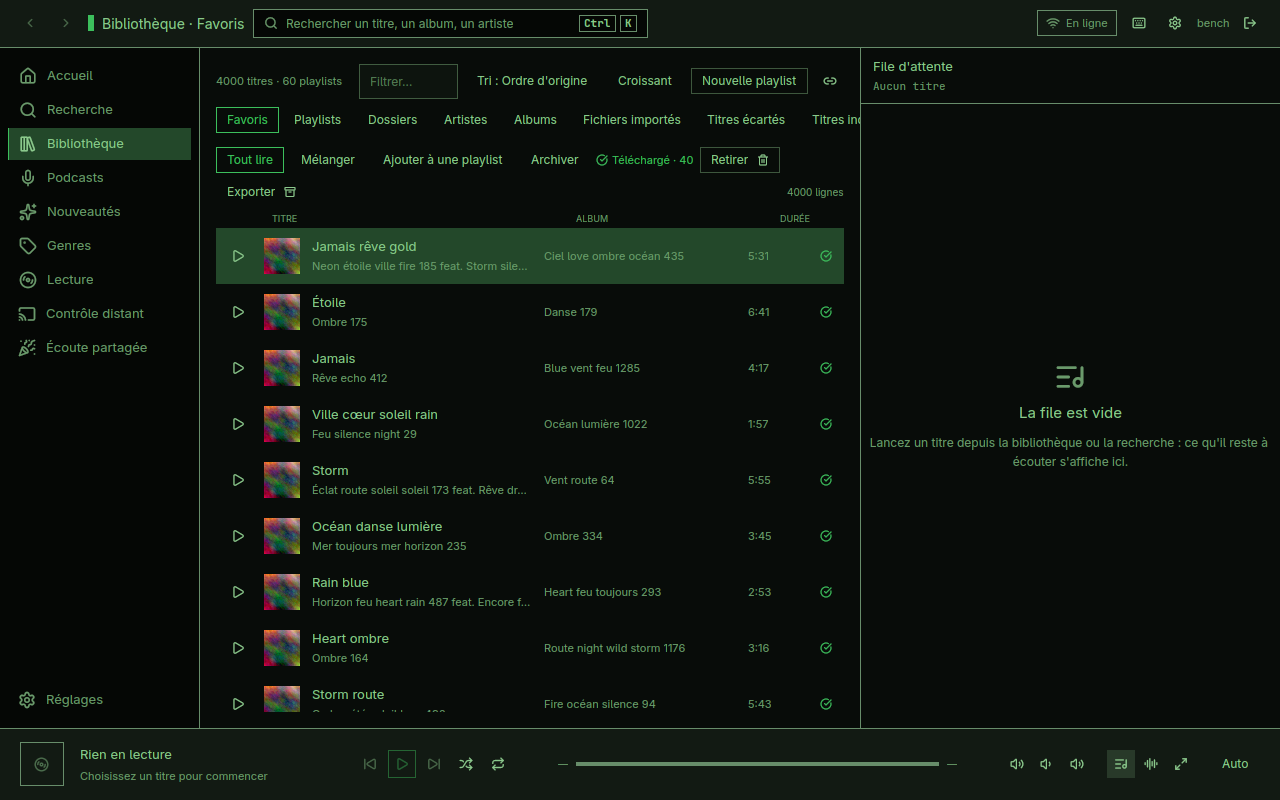 Bibliothèque · Favoris
Rechercher un titre, un album, un artiste
Ctrl K
En ligne
bench
Accueil
Recherche
Bibliothèque
Podcasts
Nouveautés
Genres
Lecture
Contrôle distant
Écoute partagée
Réglages
4000 titres · 60 playlists
Filtrer...
Tri : Ordre d'origine
Croissant
Nouvelle playlist
Favoris
Playlists
Dossiers
Artistes
Albums
Fichiers importés
Titres écartés
Titres in
Tout lire
Mélanger
Ajouter à une playlist
Archiver
Téléchargé · 40
Retirer
Exporter
4000 lignes
TITRE ALBUM DURÉE
Jamais rêve gold
Neon étoile ville fire 185 feat. Storm sile...
Ciel love ombre océan 435
5:31
Étoile
Ombre 175
Danse 179
6:41
Jamais
Rêve echo 412
Blue vent feu 1285
4:17
Ville cœur soleil rain
Feu silence night 29
Océan lumière 1022
1:57
Storm
Éclat route soleil soleil 173 feat. Rêve dr...
Vent route 64
5:55
Océan danse lumière
Mer toujours mer horizon 235
Ombre 334
3:45
Rain blue
Horizon feu heart rain 487 feat. Encore f...
Heart feu toujours 293
2:53
Heart ombre
Ombre 164
Route night wild storm 1176
3:16
Storm route
Fire océan silence 94
5:43
File d'attente
Aucun titre
La file est vide
Lancez un titre depuis la bibliothèque ou la recherche : ce qu'il reste à
écouter s'affiche ici.
Rien en lecture
Choisissez un titre pour commencer
—
—
Auto